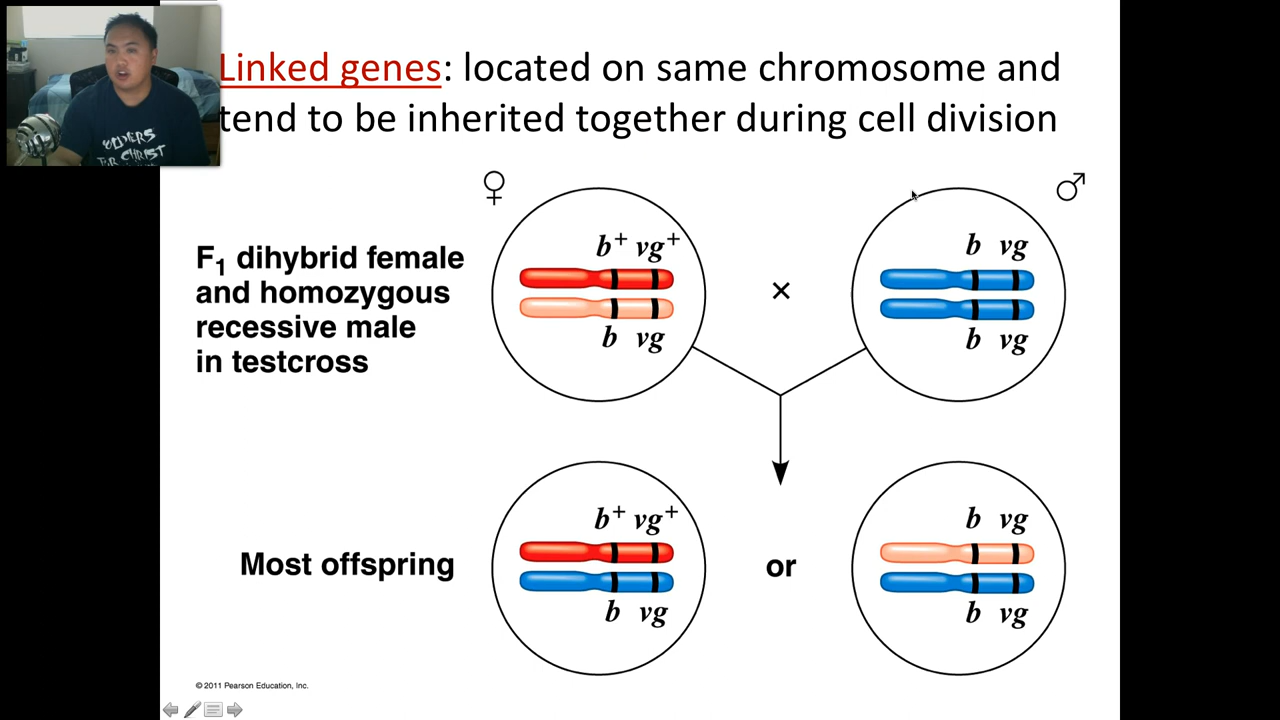 Linked genes: located on same chromosome and
tend to be inherited together during cell division
♀
♂
b⁺ vg⁺
b vg
F₁ dihybrid female
and homozygous
recessive male
in testcross
×
b vg
b vg
b⁺ vg⁺
b vg
Most offspring
or
b vg
b vg
© 2011 Pearson Education, Inc.